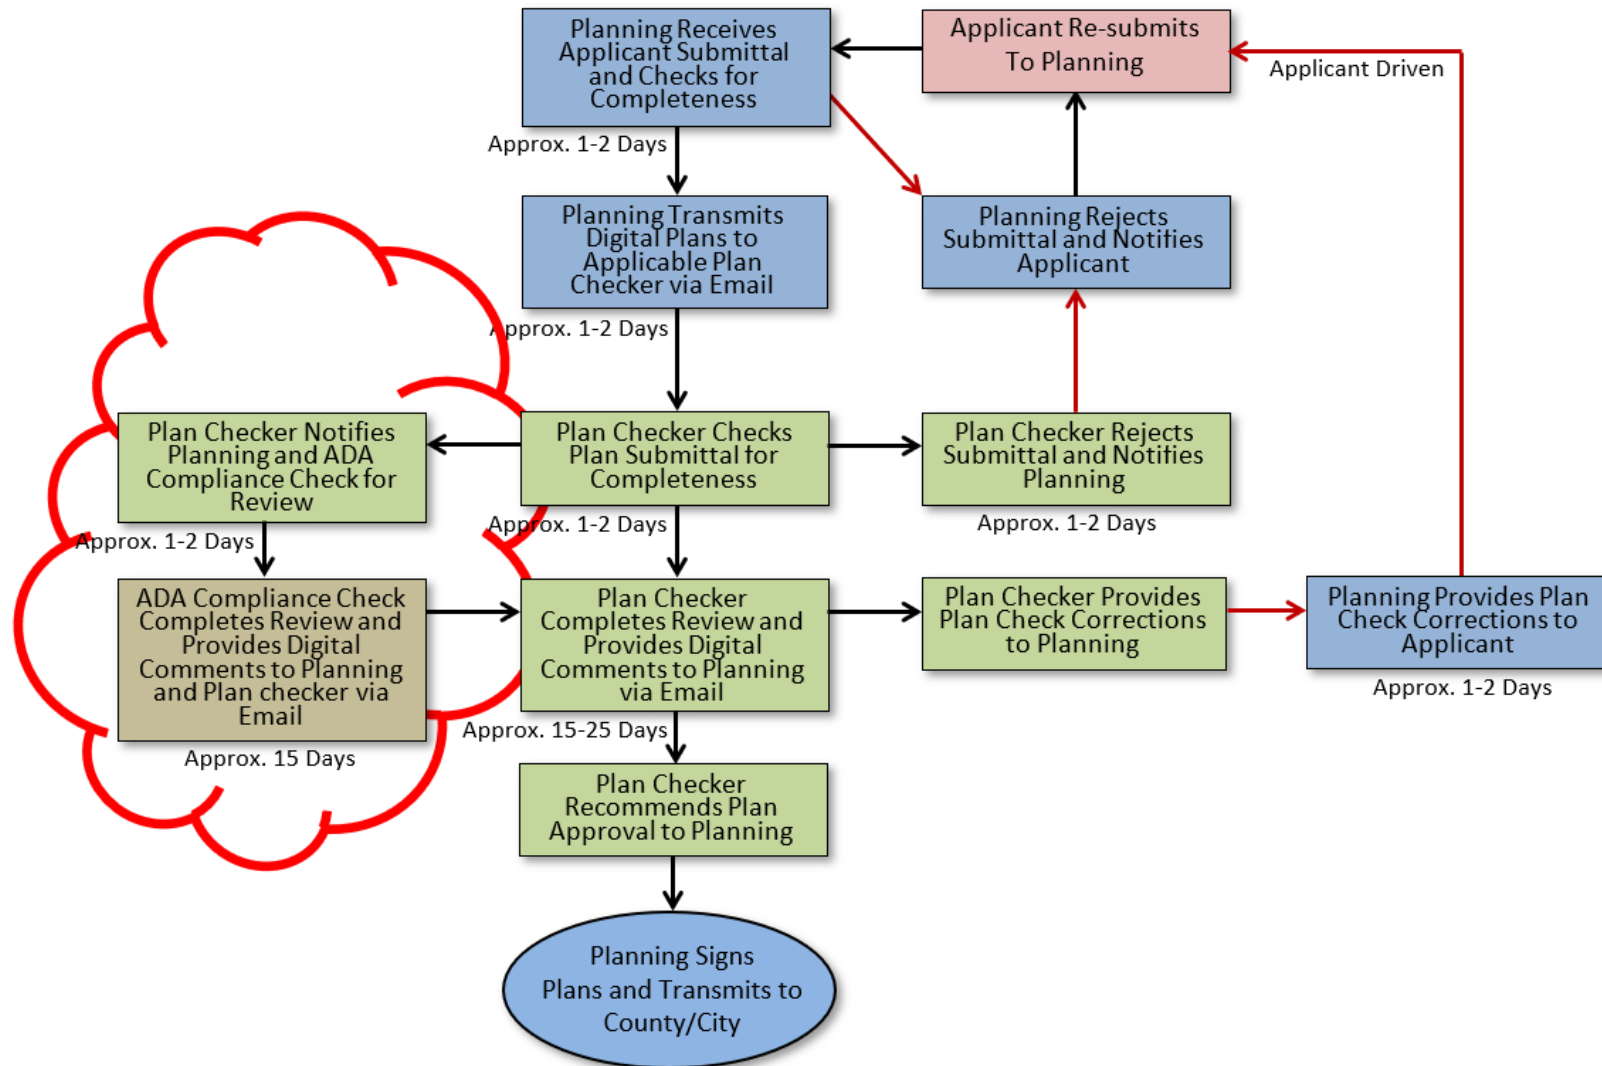 Planning Receives
Applicant Submittal
and Checks for
Completeness
Applicant Re-submits
To Planning
Applicant Driven
Approx. 1-2 Days
Planning Transmits
Digital Plans to
Applicable Plan
Checker via Email
Planning Rejects
Submittal and Notifies
Applicant
Approx. 1-2 Days
Plan Checker Notifies
Planning and ADA
Compliance Check for
Review
Plan Checker Checks
Plan Submittal for
Completeness
Plan Checker Rejects
Submittal and Notifies
Planning
Approx. 1-2 Days
Approx. 1-2 Days
Approx. 1-2 Days
ADA Compliance Check
Completes Review and
Provides Digital
Comments to Planning
and Plan checker via
Email
Plan Checker
Completes Review and
Provides Digital
Comments to Planning
via Email
Plan Checker Provides
Plan Check Corrections
to Planning
Planning Provides Plan
Check Corrections to
Applicant
Approx. 15 Days
Approx. 15-25 Days
Approx. 1-2 Days
Plan Checker
Recommends Plan
Approval to Planning
Planning Signs
Plans and Transmits to
County/City